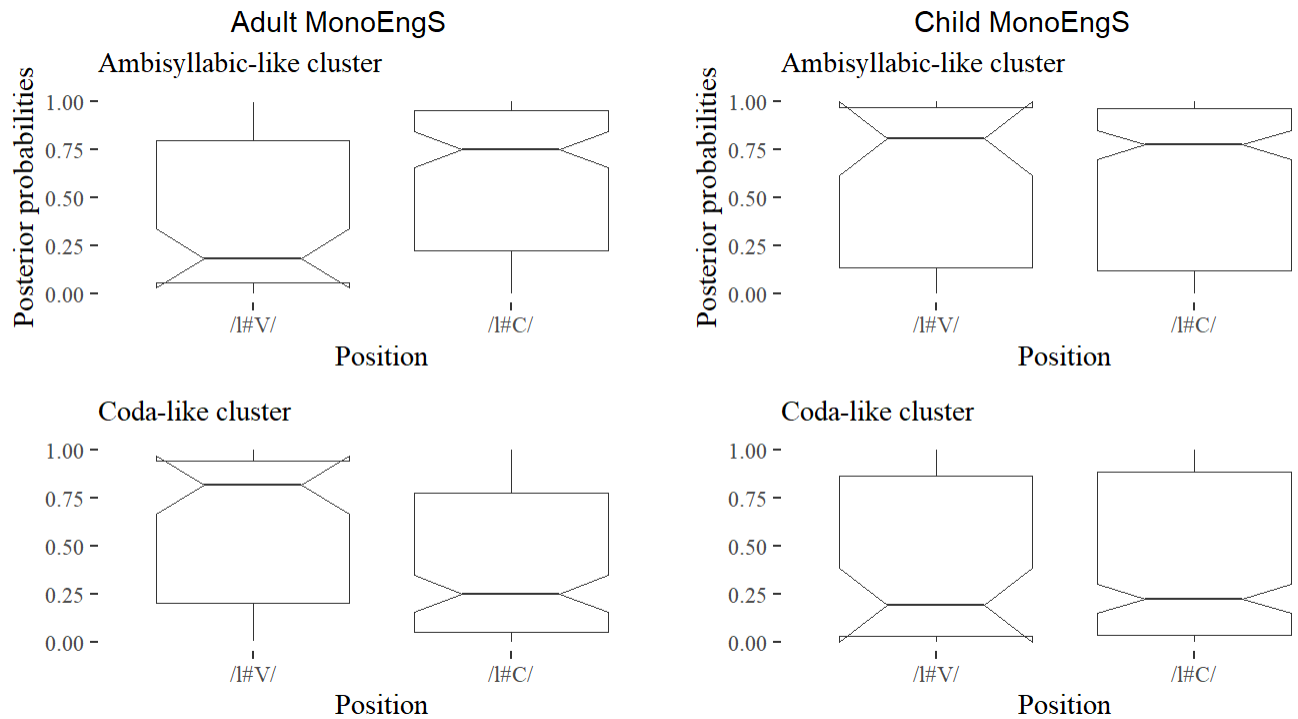 Adult MonoEngS
Child MonoEngS
Ambisyllabic-like cluster
Posterior probabilities
1.00
0.75
0.50
0.25
0.00
/l#V/
/l#C/
Position
Ambisyllabic-like cluster
Posterior probabilities
1.00
0.75
0.50
0.25
0.00
/l#V/
/l#C/
Position
Coda-like cluster
1.00
0.75
0.50
0.25
0.00
/l#V/
/l#C/
Position
Coda-like cluster
1.00
0.75
0.50
0.25
0.00
/l#V/
/l#C/
Position